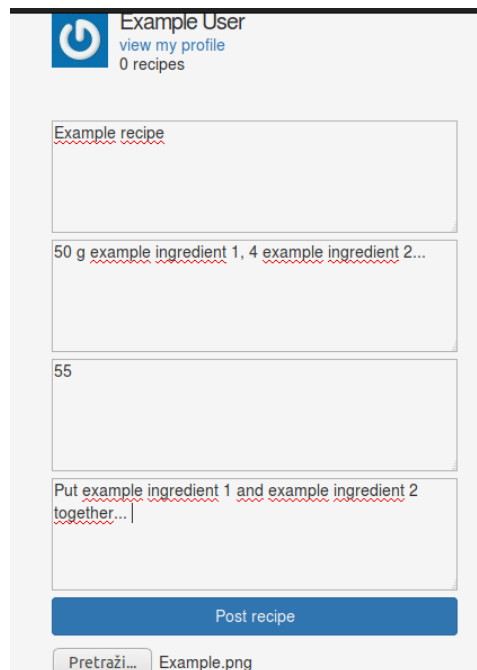 Example User
view my profile
0 recipes
Example recipe
50 g example ingredient 1, 4 example ingredient 2...
55
Put example ingredient 1 and example ingredient 2
together...
Post recipe
Pretraži... Example.png